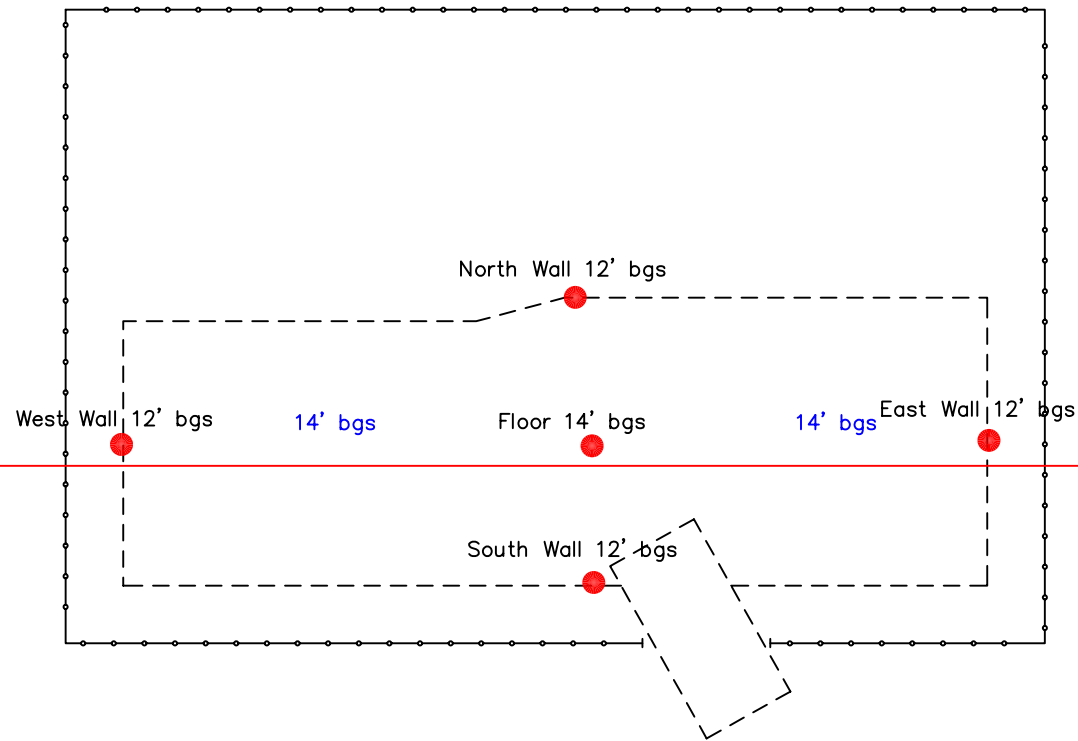 North Wall 12' bgs
West Wall 12' bgs
14' bgs
Floor 14' bgs
14' bgs
East Wall 12' bgs
South Wall 12' bgs